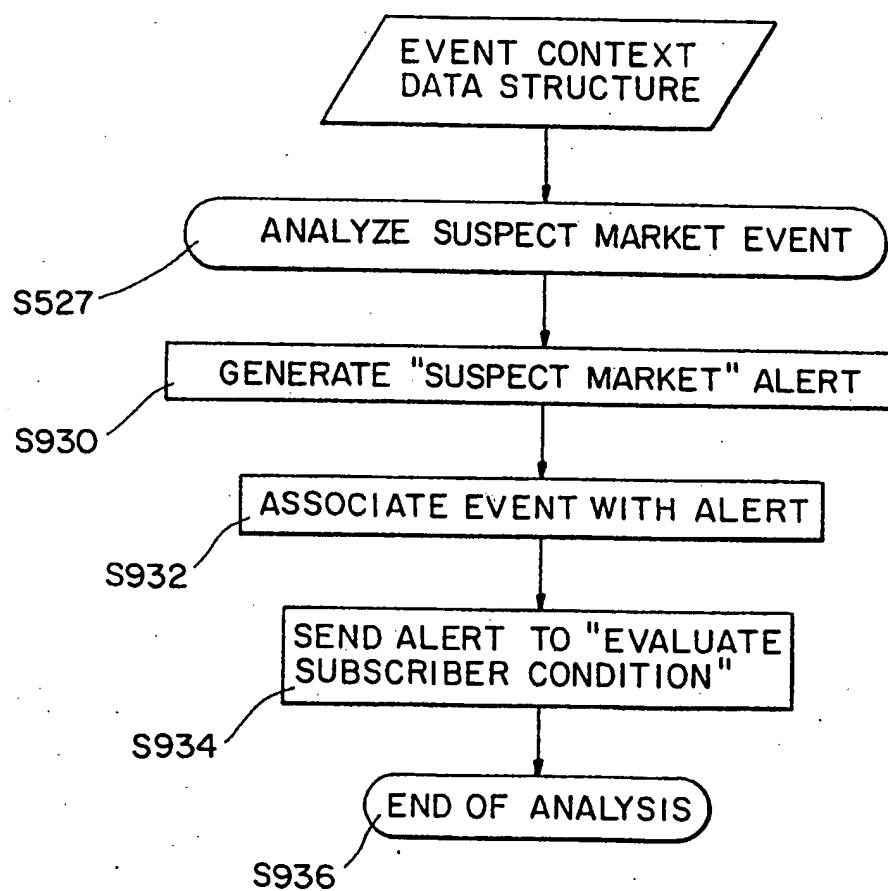 EVENT CONTEXT
DATA STRUCTURE
ANALYZE SUSPECT MARKET EVENT
S527
GENERATE "SUSPECT MARKET" ALERT
S930
ASSOCIATE EVENT WITH ALERT
S932
SEND ALERT TO "EVALUATE
SUBSCRIBER CONDITION"
S934
END OF ANALYSIS
S936